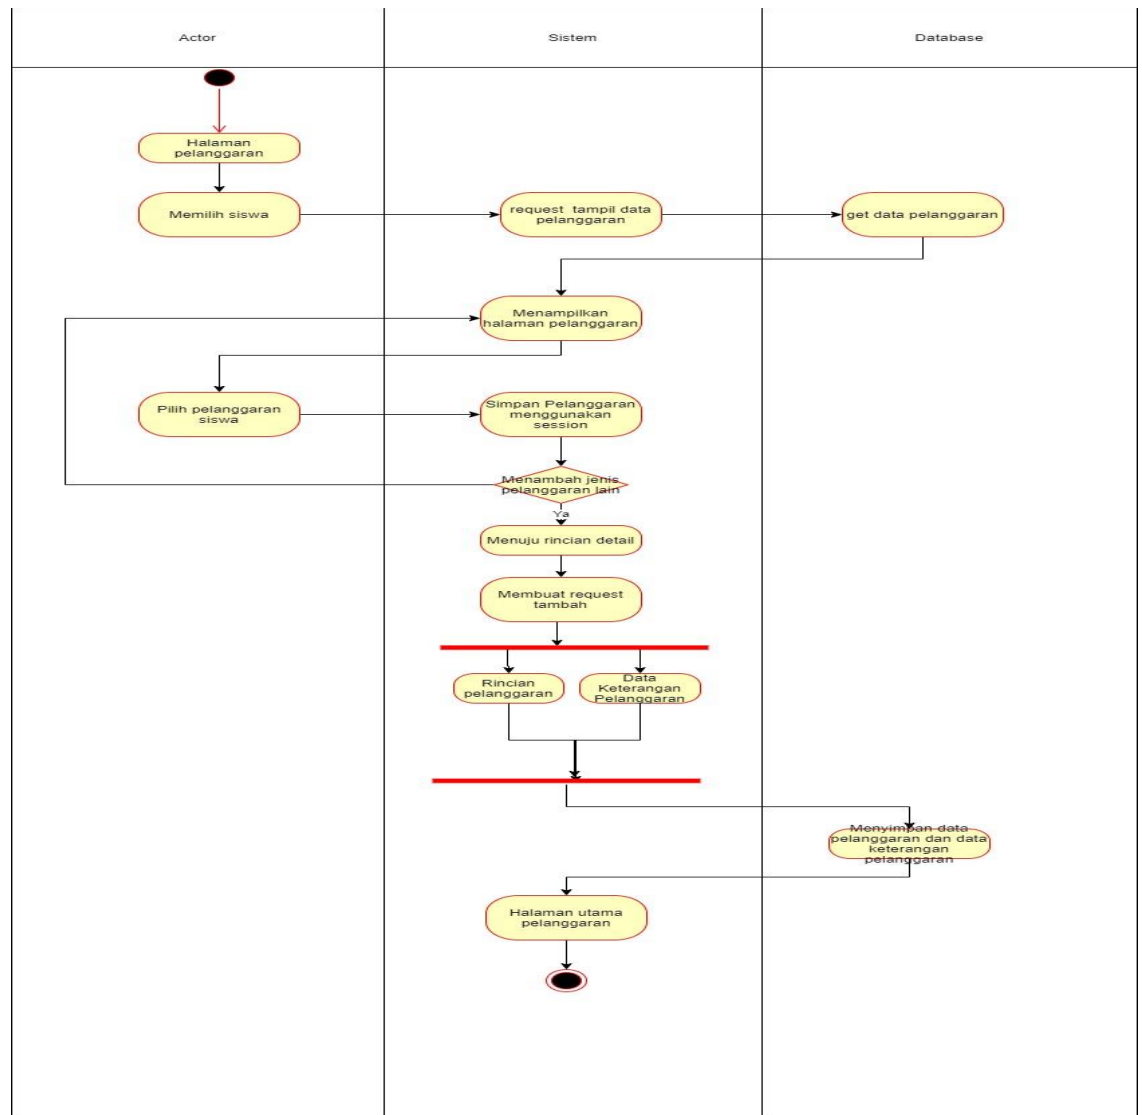 Actor
Sistem
Database
Halaman
pelanggaran
Memilih siswa
request  tampil data
pelanggaran
get data pelanggaran
Menampilkan
halaman pelanggaran
Pilih pelanggaran
siswa
Simpan Pelanggaran
menggunakan
session
Menambah jenis
pelanggaran lain
Ya
Menuju rincian detail
Membuat request
tambah
Rincian
pelanggaran
Data
Keterangan
Pelanggaran
Menyimpan data
pelanggaran dan data
keterangan
pelanggaran
Halaman utama
pelanggaran